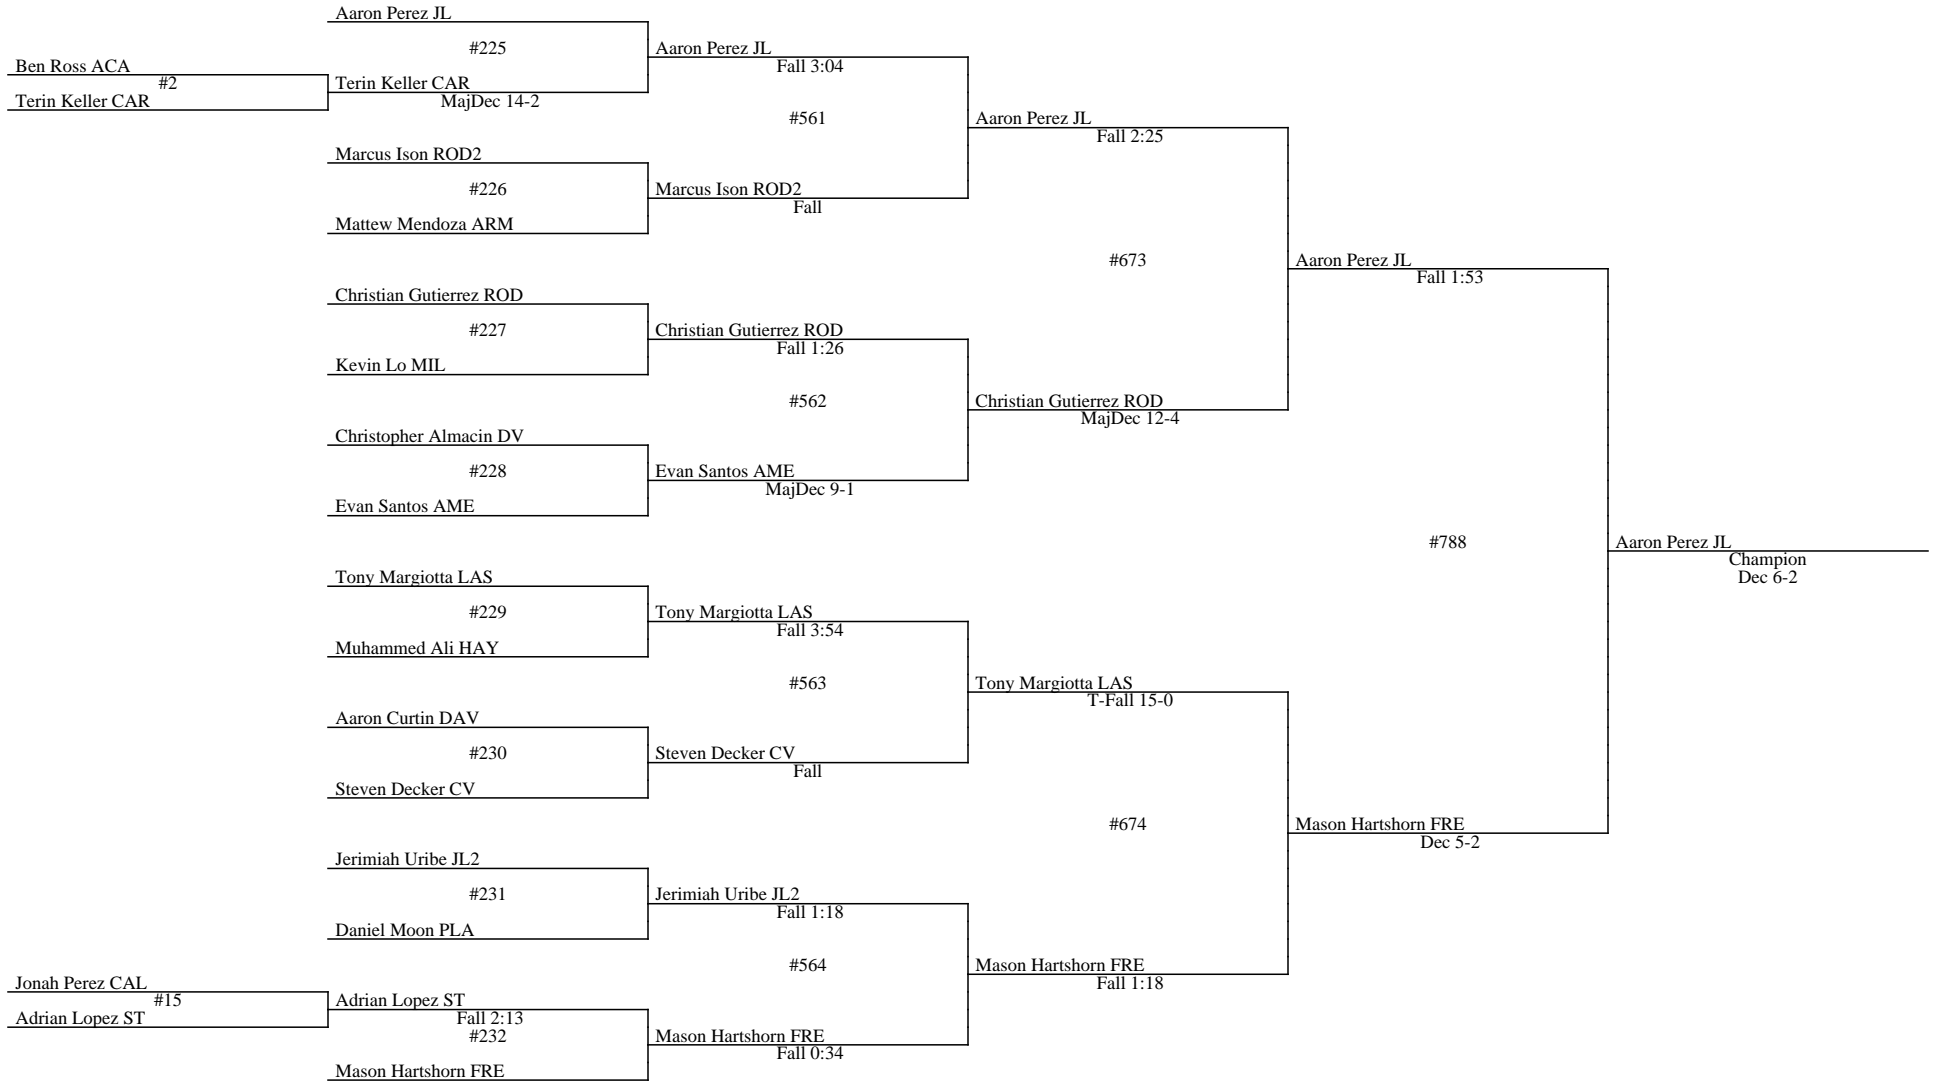 Aaron Perez JL
#225
Aaron Perez JL
Ben Ross ACA
Fall 3:04
#2
Terin Keller CAR
Terin Keller CAR
MajDec 14-2
#561
Aaron Perez JL
Fall 2:25
Marcus Ison ROD2
#226
Marcus Ison ROD2
Fall
Mattew Mendoza ARM
#673
Aaron Perez JL
Fall 1:53
Christian Gutierrez ROD
#227
Christian Gutierrez ROD
Fall 1:26
Kevin Lo MIL
#562
Christian Gutierrez ROD
MajDec 12-4
Christopher Almacin DV
#228
Evan Santos AME
MajDec 9-1
Evan Santos AME
#788
Aaron Perez JL
Champion
Dec 6-2
Tony Margiotta LAS
#229
Tony Margiotta LAS
Fall 3:54
Muhammed Ali HAY
#563
Tony Margiotta LAS
T-Fall 15-0
Aaron Curtin DAV
#230
Steven Decker CV
Fall
Steven Decker CV
#674
Mason Hartshorn FRE
Dec 5-2
Jerimiah Uribe JL2
#231
Jerimiah Uribe JL2
Fall 1:18
Daniel Moon PLA
#564
Mason Hartshorn FRE
Fall 1:18
Jonah Perez CAL
#15
Adrian Lopez ST
Adrian Lopez ST
Fall 2:13
#232
Mason Hartshorn FRE
Fall 0:34
Mason Hartshorn FRE